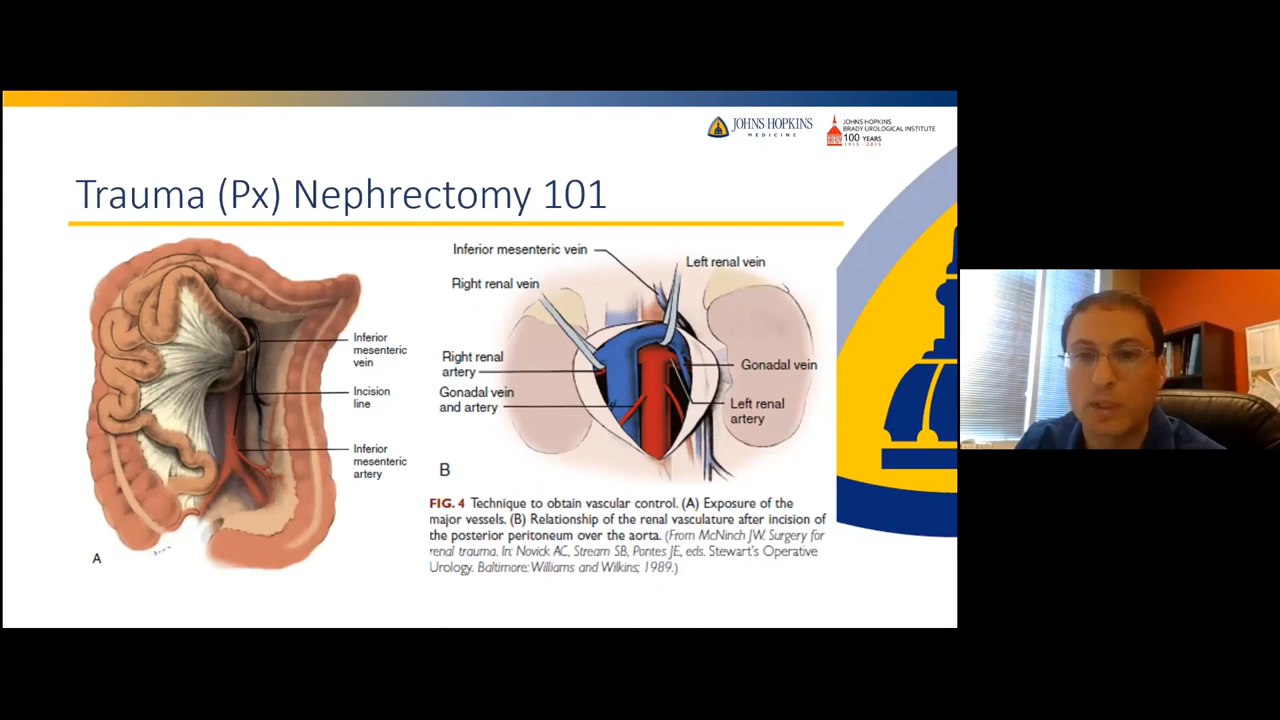 JOHNS HOPKINS
MEDICINE
JOHNS HOPKINS
BRADY UROLOGICAL INSTITUTE
100 YEARS
1915 - 2015
Trauma (Px) Nephrectomy 101
Inferior
mesenteric
vein
Incision
line
Inferior
mesenteric
artery
A
Inferior mesenteric vein
Left renal vein
Right renal vein
Right renal
artery
Gonadal vein
Gonadal vein
and artery
Left renal
artery
B
FIG. 4 Technique to obtain vascular control. (A) Exposure of the
major vessels. (B) Relationship of the renal vasculature after incision of
the posterior peritoneum over the aorta. (From McNinch JW. Surgery for
renal trauma. In: Novick AC, Stream SB, Pontes JE, eds. Stewart's Operative
Urology. Baltimore: Williams and Wilkins; 1989.)